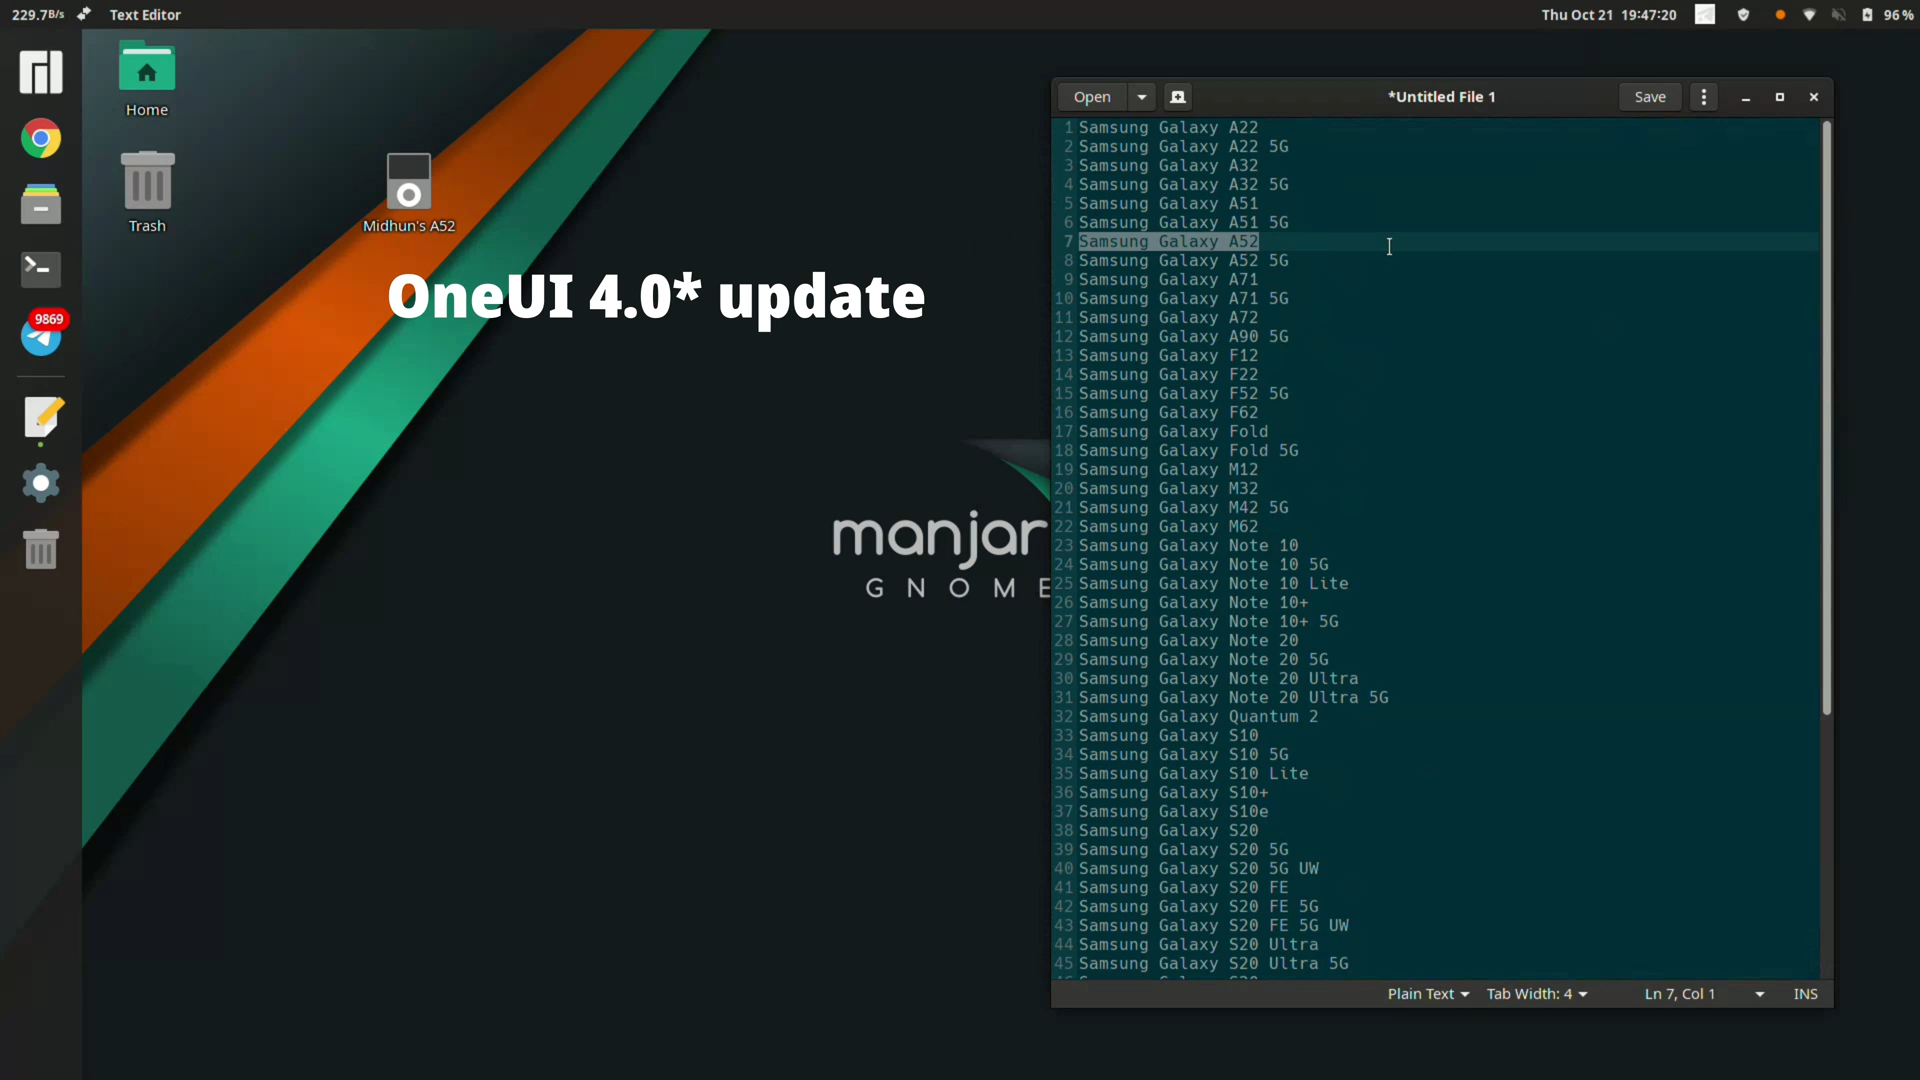 229.7B/s
Text Editor
Thu Oct 21 19:47:20
96 %
Home
Trash
Midhun's A52
9869
OneUI 4.0* update
manjar
GNOME
Open
*Untitled File 1
Save
1 Samsung Galaxy A22
2 Samsung Galaxy A22 5G
3 Samsung Galaxy A32
4 Samsung Galaxy A32 5G
5 Samsung Galaxy A51
6 Samsung Galaxy A51 5G
7 Samsung Galaxy A52
8 Samsung Galaxy A52 5G
9 Samsung Galaxy A71
10 Samsung Galaxy A71 5G
11 Samsung Galaxy A72
12 Samsung Galaxy A90 5G
13 Samsung Galaxy F12
14 Samsung Galaxy F22
15 Samsung Galaxy F52 5G
16 Samsung Galaxy F62
17 Samsung Galaxy Fold
18 Samsung Galaxy Fold 5G
19 Samsung Galaxy M12
20 Samsung Galaxy M32
21 Samsung Galaxy M42 5G
22 Samsung Galaxy M62
23 Samsung Galaxy Note 10
24 Samsung Galaxy Note 10 5G
25 Samsung Galaxy Note 10 Lite
26 Samsung Galaxy Note 10+
27 Samsung Galaxy Note 10+ 5G
28 Samsung Galaxy Note 20
29 Samsung Galaxy Note 20 5G
30 Samsung Galaxy Note 20 Ultra
31 Samsung Galaxy Note 20 Ultra 5G
32 Samsung Galaxy Quantum 2
33 Samsung Galaxy S10
34 Samsung Galaxy S10 5G
35 Samsung Galaxy S10 Lite
36 Samsung Galaxy S10+
37 Samsung Galaxy S10e
38 Samsung Galaxy S20
39 Samsung Galaxy S20 5G
40 Samsung Galaxy S20 5G UW
41 Samsung Galaxy S20 FE
42 Samsung Galaxy S20 FE 5G
43 Samsung Galaxy S20 FE 5G UW
44 Samsung Galaxy S20 Ultra
45 Samsung Galaxy S20 Ultra 5G
Plain Text
Tab Width: 4
Ln 7, Col 1
INS